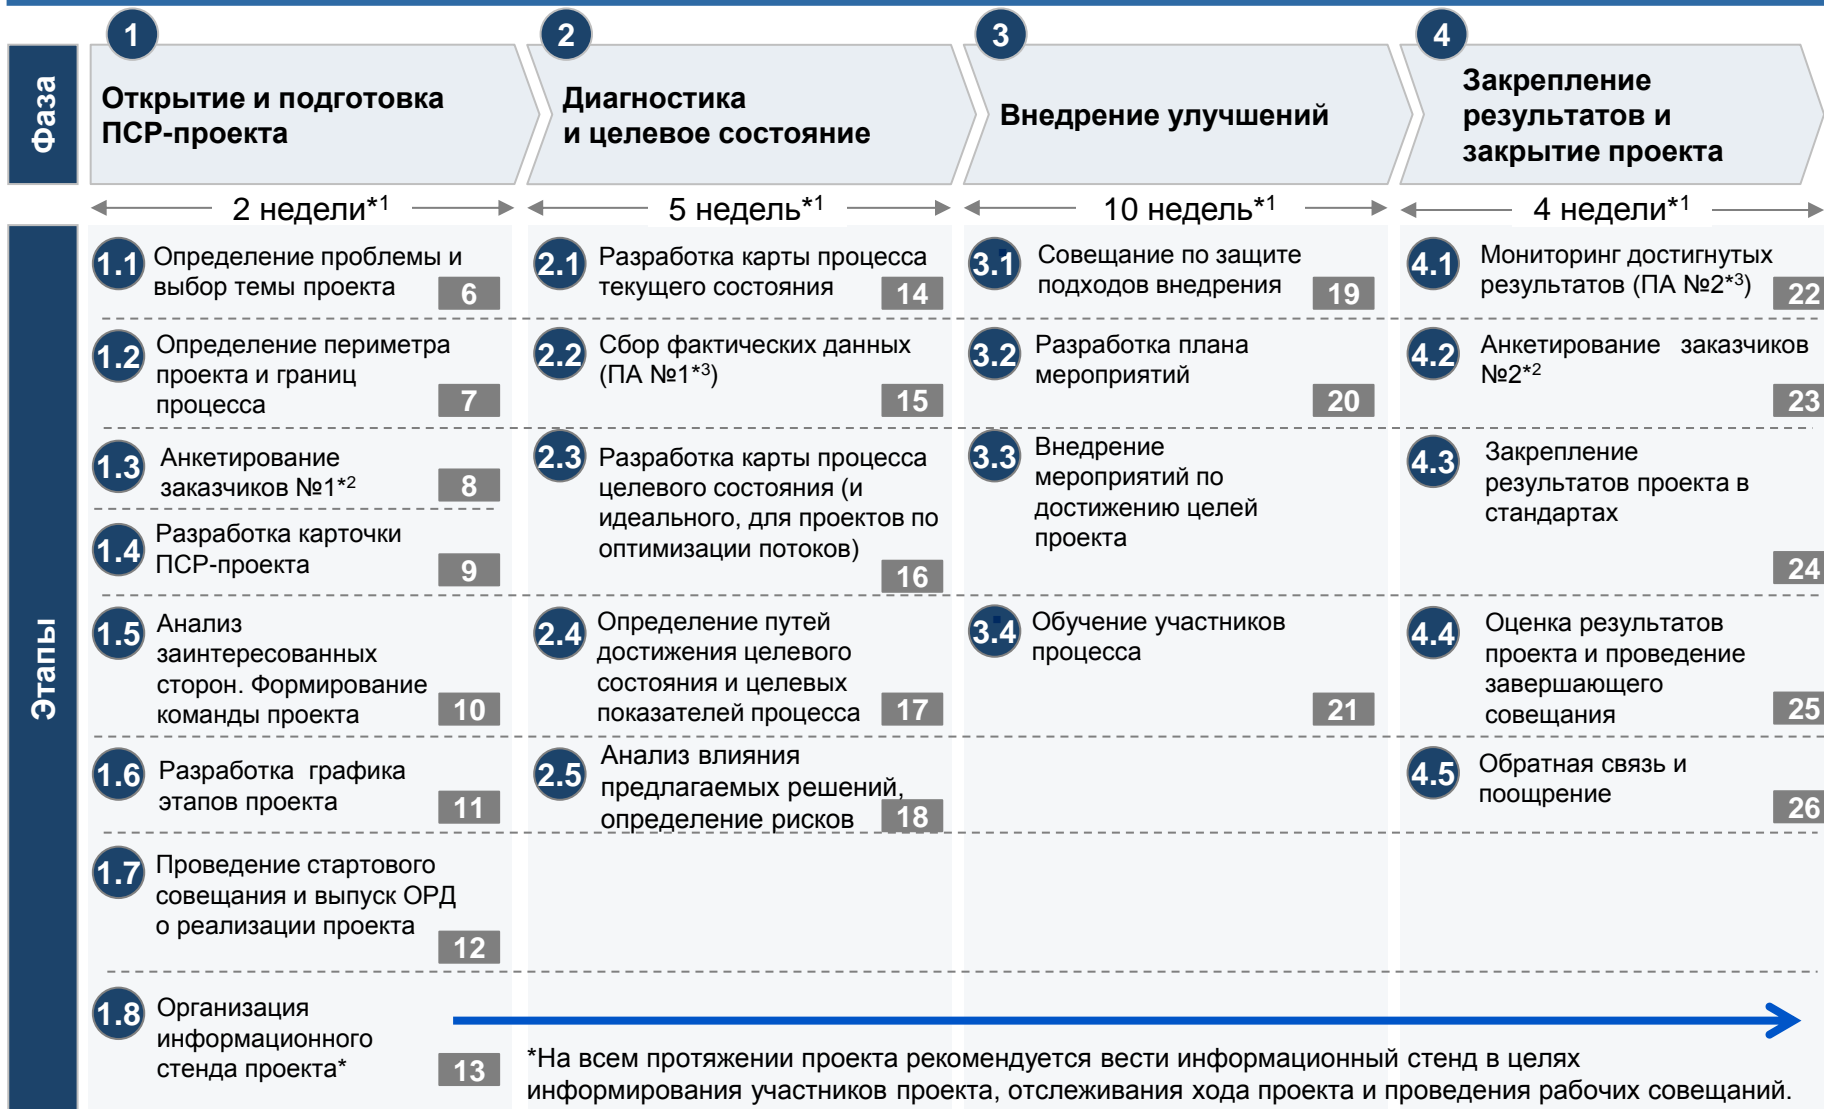 1
2
3
4
Фаза
Открытие и подготовка
ПСР-проекта
Диагностика
и целевое состояние
Внедрение улучшений
Закрепление
результатов и
закрытие проекта
2 недели*1
5 недель*1
10 недель*1
4 недели*1
Этапы
1.1
Определение проблемы и
выбор темы проекта
6
1.2
Определение периметра
проекта и границ
процесса
7
1.3
Анкетирование
заказчиков №1*2
8
1.4
Разработка карточки
ПСР-проекта
9
1.5
Анализ
заинтересованных
сторон. Формирование
команды проекта
10
1.6
Разработка графика
этапов проекта
11
1.7
Проведение стартового
совещания и выпуск ОРД
о реализации проекта
12
1.8
Организация
информационного
стенда проекта*
13
2.1
Разработка карты процесса
текущего состояния
14
2.2
Сбор фактических данных
(ПА №1*3)
15
2.3
Разработка карты процесса
целевого состояния (и
идеального, для проектов по
оптимизации потоков)
16
2.4
Определение путей
достижения целевого
состояния и целевых
показателей процесса
17
2.5
Анализ влияния
предлагаемых решений,
определение рисков
18
3.1
Совещание по защите
подходов внедрения
19
3.2
Разработка плана
мероприятий
20
3.3
Внедрение
мероприятий по
достижению целей
проекта
3.4
Обучение участников
процесса
21
4.1
Мониторинг достигнутых
результатов (ПА №2*3)
22
4.2
Анкетирование заказчиков
№2*2
23
4.3
Закрепление
результатов проекта в
стандартах
24
4.4
Оценка результатов
проекта и проведение
завершающего
совещания
25
4.5
Обратная связь и
поощрение
26
*На всем протяжении проекта рекомендуется вести информационный стенд в целях
информирования участников проекта, отслеживания хода проекта и проведения рабочих совещаний.